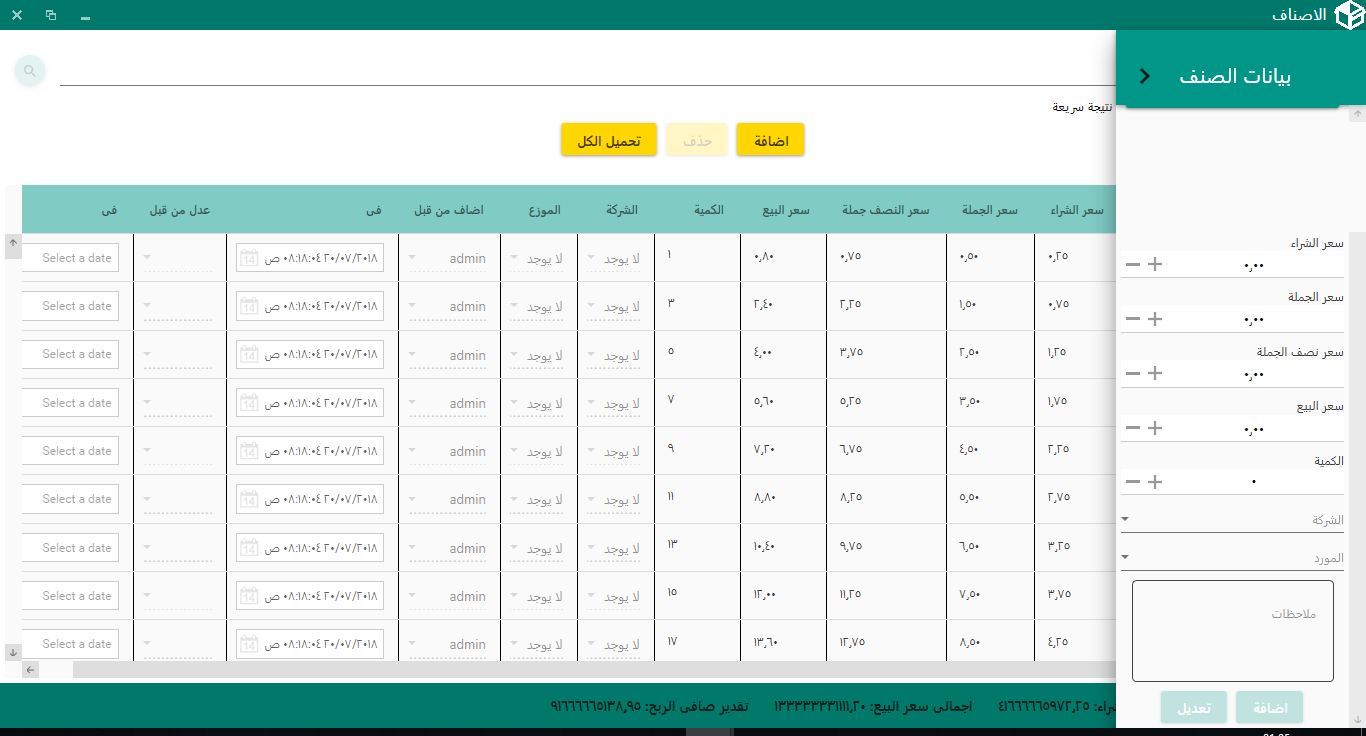 الاصناف
بيانات الصنف
نتيجة سريعة
اضافة حذف تحميل الكل
سعر الشراء سعر الجملة سعر النصف جملة سعر البيع الكمية الشركة الموزع اضاف من قبل فى عدل من قبل فى
٠,٢٥ ٠,٥٠ ٠,٧٥ ٠,٨٠ ١ لا يوجد لا يوجد admin ٢٠/٠٧/٢٠١٨ ٠٨:١٨:٠٤ ص Select a date
٠,٧٥ ١,٥٠ ٢,٢٥ ٢,٤٠ ٣ لا يوجد لا يوجد admin ٢٠/٠٧/٢٠١٨ ٠٨:١٨:٠٤ ص Select a date
١,٢٥ ٢,٥٠ ٣,٧٥ ٤,٠٠ ٥ لا يوجد لا يوجد admin ٢٠/٠٧/٢٠١٨ ٠٨:١٨:٠٤ ص Select a date
١,٧٥ ٣,٥٠ ٥,٢٥ ٥,٦٠ ٧ لا يوجد لا يوجد admin ٢٠/٠٧/٢٠١٨ ٠٨:١٨:٠٤ ص Select a date
٢,٢٥ ٤,٥٠ ٦,٧٥ ٧,٢٠ ٩ لا يوجد لا يوجد admin ٢٠/٠٧/٢٠١٨ ٠٨:١٨:٠٤ ص Select a date
٢,٧٥ ٥,٥٠ ٨,٢٥ ٨,٨٠ ١١ لا يوجد لا يوجد admin ٢٠/٠٧/٢٠١٨ ٠٨:١٨:٠٤ ص Select a date
٣,٢٥ ٦,٥٠ ٩,٧٥ ١٠,٤٠ ١٣ لا يوجد لا يوجد admin ٢٠/٠٧/٢٠١٨ ٠٨:١٨:٠٤ ص Select a date
٣,٧٥ ٧,٥٠ ١١,٢٥ ١٢,٠٠ ١٥ لا يوجد لا يوجد admin ٢٠/٠٧/٢٠١٨ ٠٨:١٨:٠٤ ص Select a date
٤,٢٥ ٨,٥٠ ١٢,٧٥ ١٣,٦٠ ١٧ لا يوجد لا يوجد admin ٢٠/٠٧/٢٠١٨ ٠٨:١٨:٠٤ ص Select a date
سعر الشراء
٠,٠٠
سعر الجملة
٠,٠٠
سعر نصف الجملة
٠,٠٠
سعر البيع
٠,٠٠
الكمية
٠
الشركة
المورد
ملاحظات
اضافة تعديل
٤١٦٦٦٦٦٥٩٧٢,٢٥ اجمالى سعر البيع: ١٣٣٣٣٣٣٣١١١١,٢٠ تقدير صافى الربح: ٩١٦٦٦٦٦٥١٣٨,٩٥